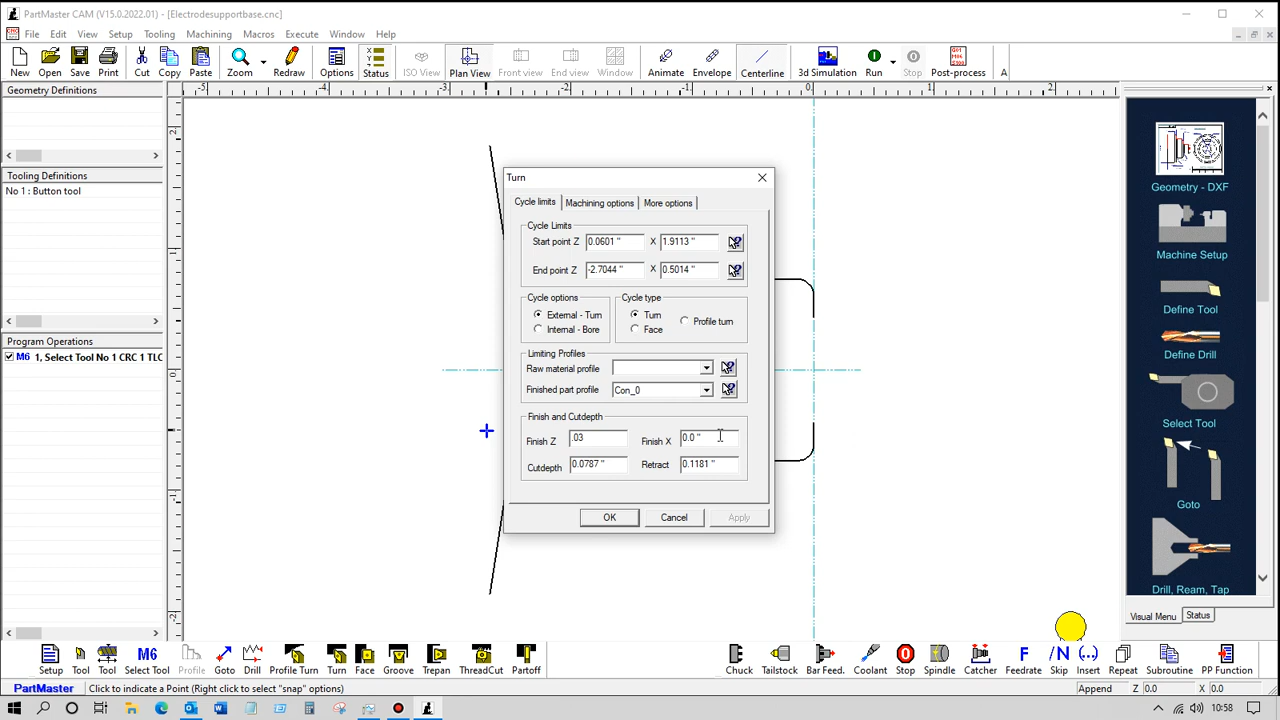 PartMaster CAM (V15.0.2022.01) - [Electrodesupportbase.cnc]
File Edit View Setup Tooling Machining Macros Execute Window Help
New Open Save Print Cut Copy Paste Zoom Redraw Options Status ISO View Plan View Front view End view Window Animate Envelope Centerline 3d Simulation Run Stop Post-process A
Geometry Definitions
-5 -4 -3 -2 -1 0 1 2
Tooling Definitions
No 1 : Button tool
Program Operations
M6 1, Select Tool No 1 CRC 1 TLC
Turn
Cycle limits Machining options More options
Cycle Limits
Start point Z 0.0601 " X 1.9113 "
End point Z -2.7044 " X 0.5014 "
Cycle options
External - Turn
Internal - Bore
Cycle type
Turn
Face
Profile turn
Limiting Profiles
Raw material profile
Finished part profile Con_0
Finish and Cutdepth
Finish Z .03 Finish X 0.0 "
Cutdepth 0.0787 " Retract 0.1181 "
OK Cancel Apply
Geometry - DXF
Machine Setup
Define Tool
Define Drill
Select Tool
Goto
Drill, Ream, Tap
Visual Menu Status
M6 /N
Setup Tool Select Tool Profile Goto Drill Profile Turn Turn Face Groove Trepan ThreadCut Partoff Chuck Tailstock Bar Feed. Coolant Stop Spindle Catcher Feedrate Skip Insert Repeat Subroutine PP Function
PartMaster Click to indicate a Point (Right click to select "snap" options) Append Z 0.0 X 0.0
10:58